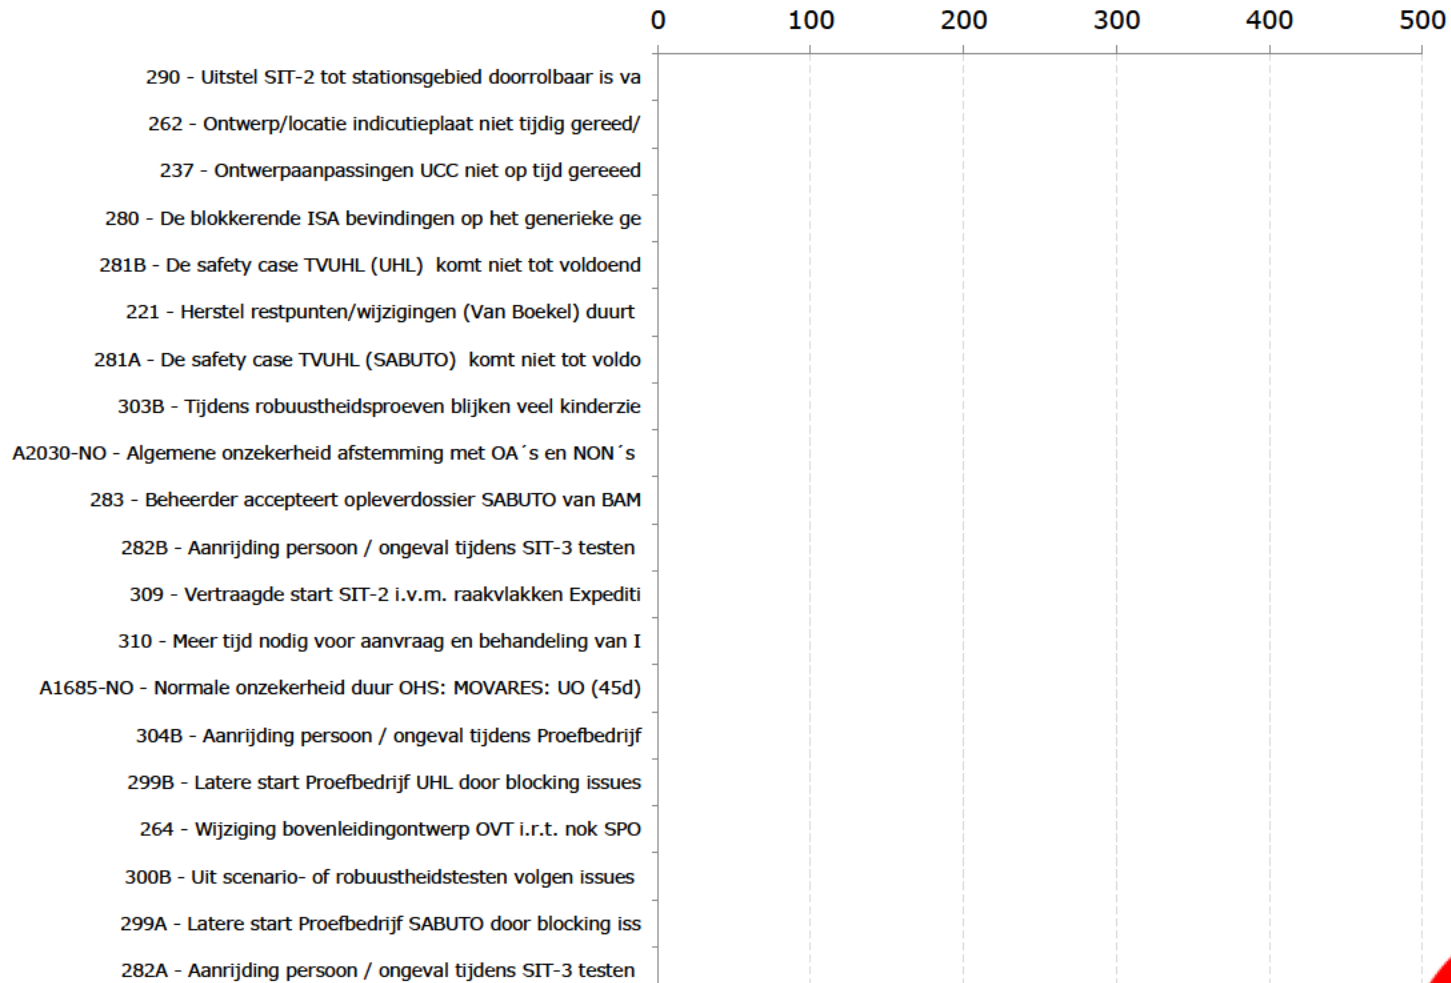 0 100 200 300 400 500
290 - Uitstel SIT-2 tot stationsgebied doorrolbaar is va
262 - Ontwerp/locatie indicutieplaat niet tijdig gereed/
237 - Ontwerpaanpassingen UCC niet op tijd gereeed
280 - De blokkerende ISA bevindingen op het generieke ge
281B - De safety case TVUHL (UHL)  komt niet tot voldoend
221 - Herstel restpunten/wijzigingen (Van Boekel) duurt
281A - De safety case TVUHL (SABUTO)  komt niet tot voldo
303B - Tijdens robuustheidsproeven blijken veel kinderzie
A2030-NO - Algemene onzekerheid afstemming met OA´s en NON´s
283 - Beheerder accepteert opleverdossier SABUTO van BAM
282B - Aanrijding persoon / ongeval tijdens SIT-3 testen
309 - Vertraagde start SIT-2 i.v.m. raakvlakken Expediti
310 - Meer tijd nodig voor aanvraag en behandeling van I
A1685-NO - Normale onzekerheid duur OHS: MOVARES: UO (45d)
304B - Aanrijding persoon / ongeval tijdens Proefbedrijf
299B - Latere start Proefbedrijf UHL door blocking issues
264 - Wijziging bovenleidingontwerp OVT i.r.t. nok SPO
300B - Uit scenario- of robuustheidstesten volgen issues
299A - Latere start Proefbedrijf SABUTO door blocking iss
282A - Aanrijding persoon / ongeval tijdens SIT-3 testen